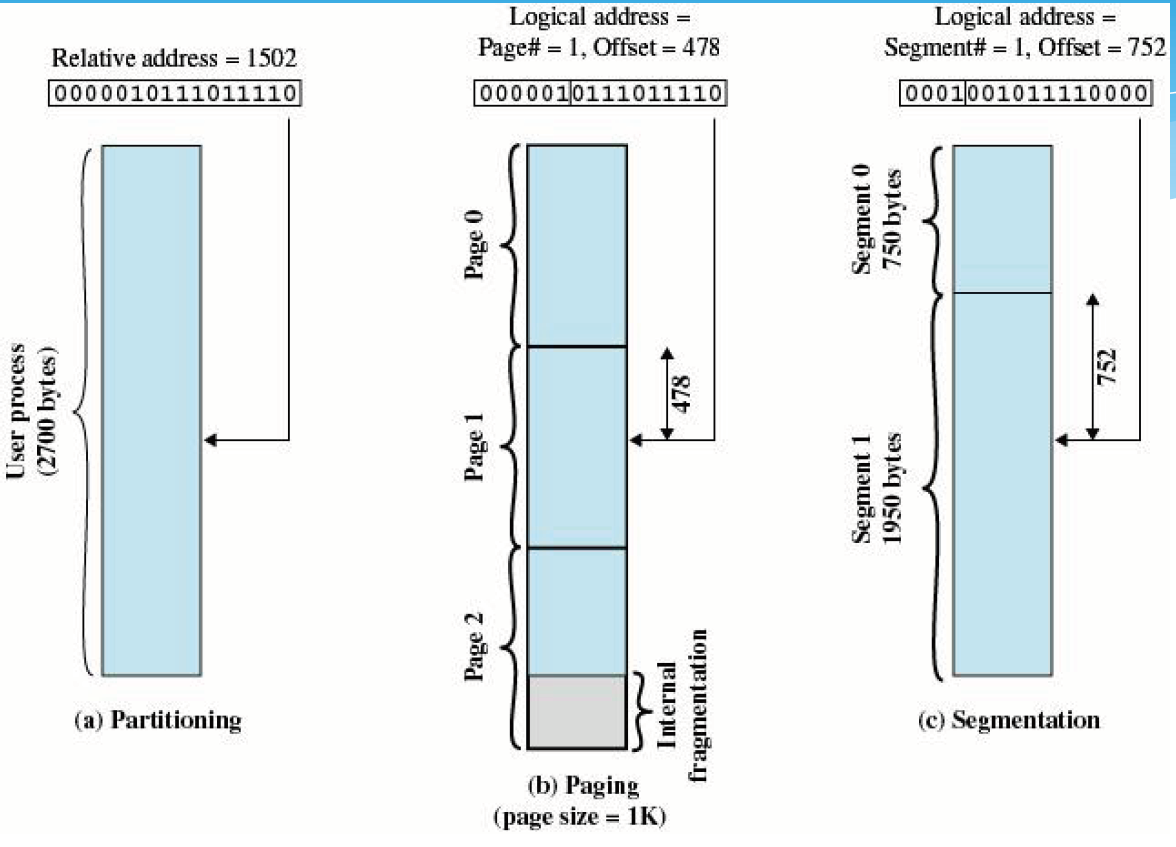 Relative address = 1502
0000010111011110
User process
(2700 bytes)
(a) Partitioning
Logical address =
Page# = 1, Offset = 478
000001 0111011110
Page 0
Page 1
Page 2
478
Internal
fragmentation
(b) Paging
(page size = 1K)
Logical address =
Segment# = 1, Offset = 752
0001 001011110000
Segment 0
750 bytes
Segment 1
1950 bytes
752
(c) Segmentation